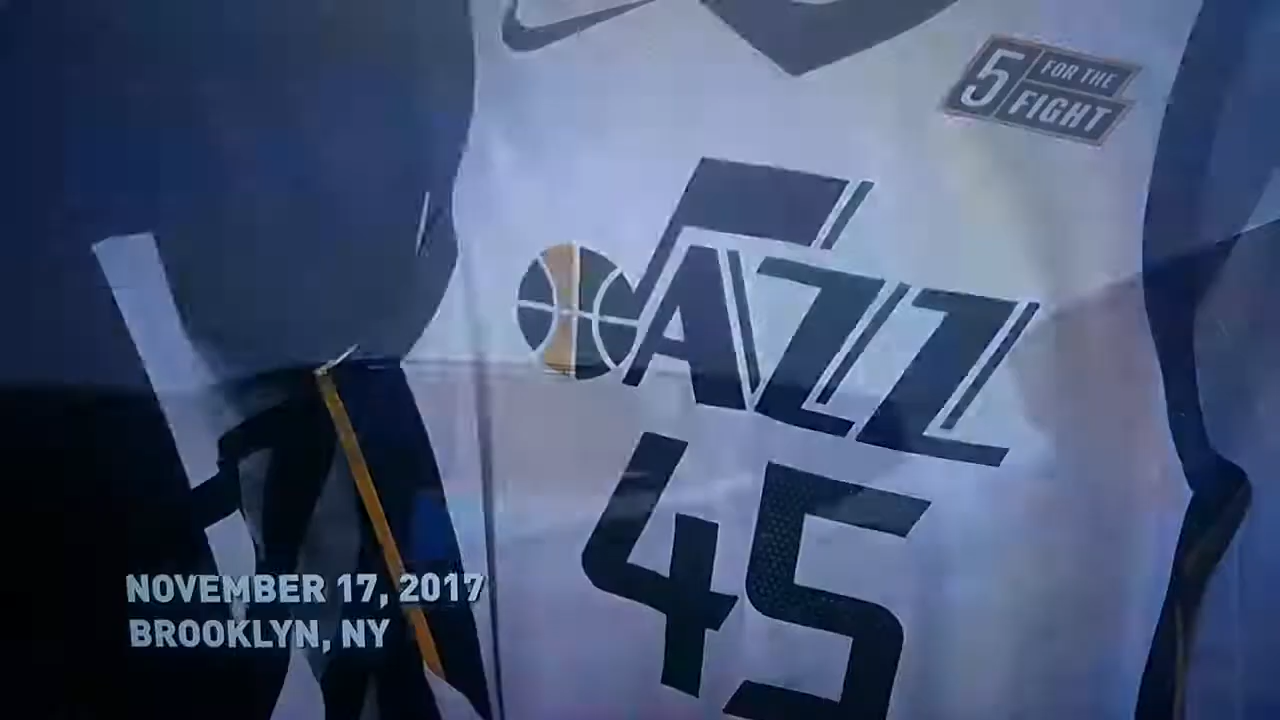 5 FOR THE
FIGHT
JAZZ
45
NOVEMBER 17, 2017
BROOKLYN, NY